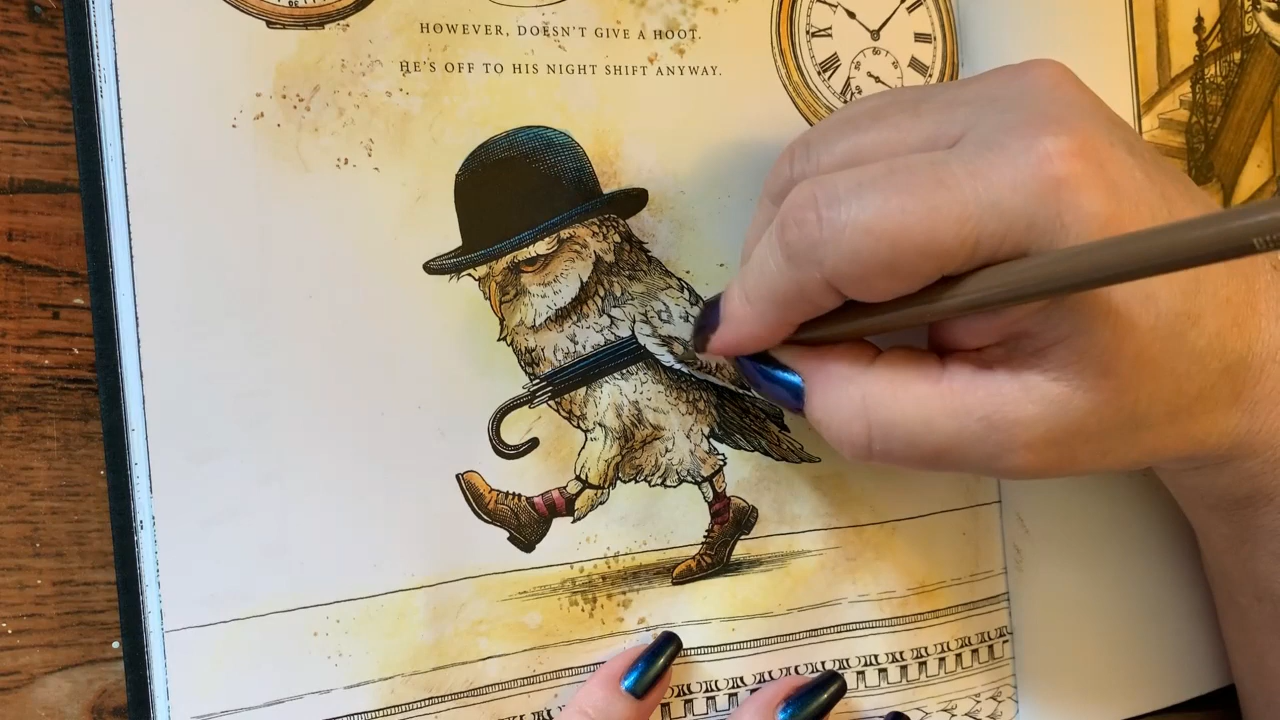 HOWEVER, DOESN'T GIVE A HOOT.
HE'S OFF TO HIS NIGHT SHIFT ANYWAY.